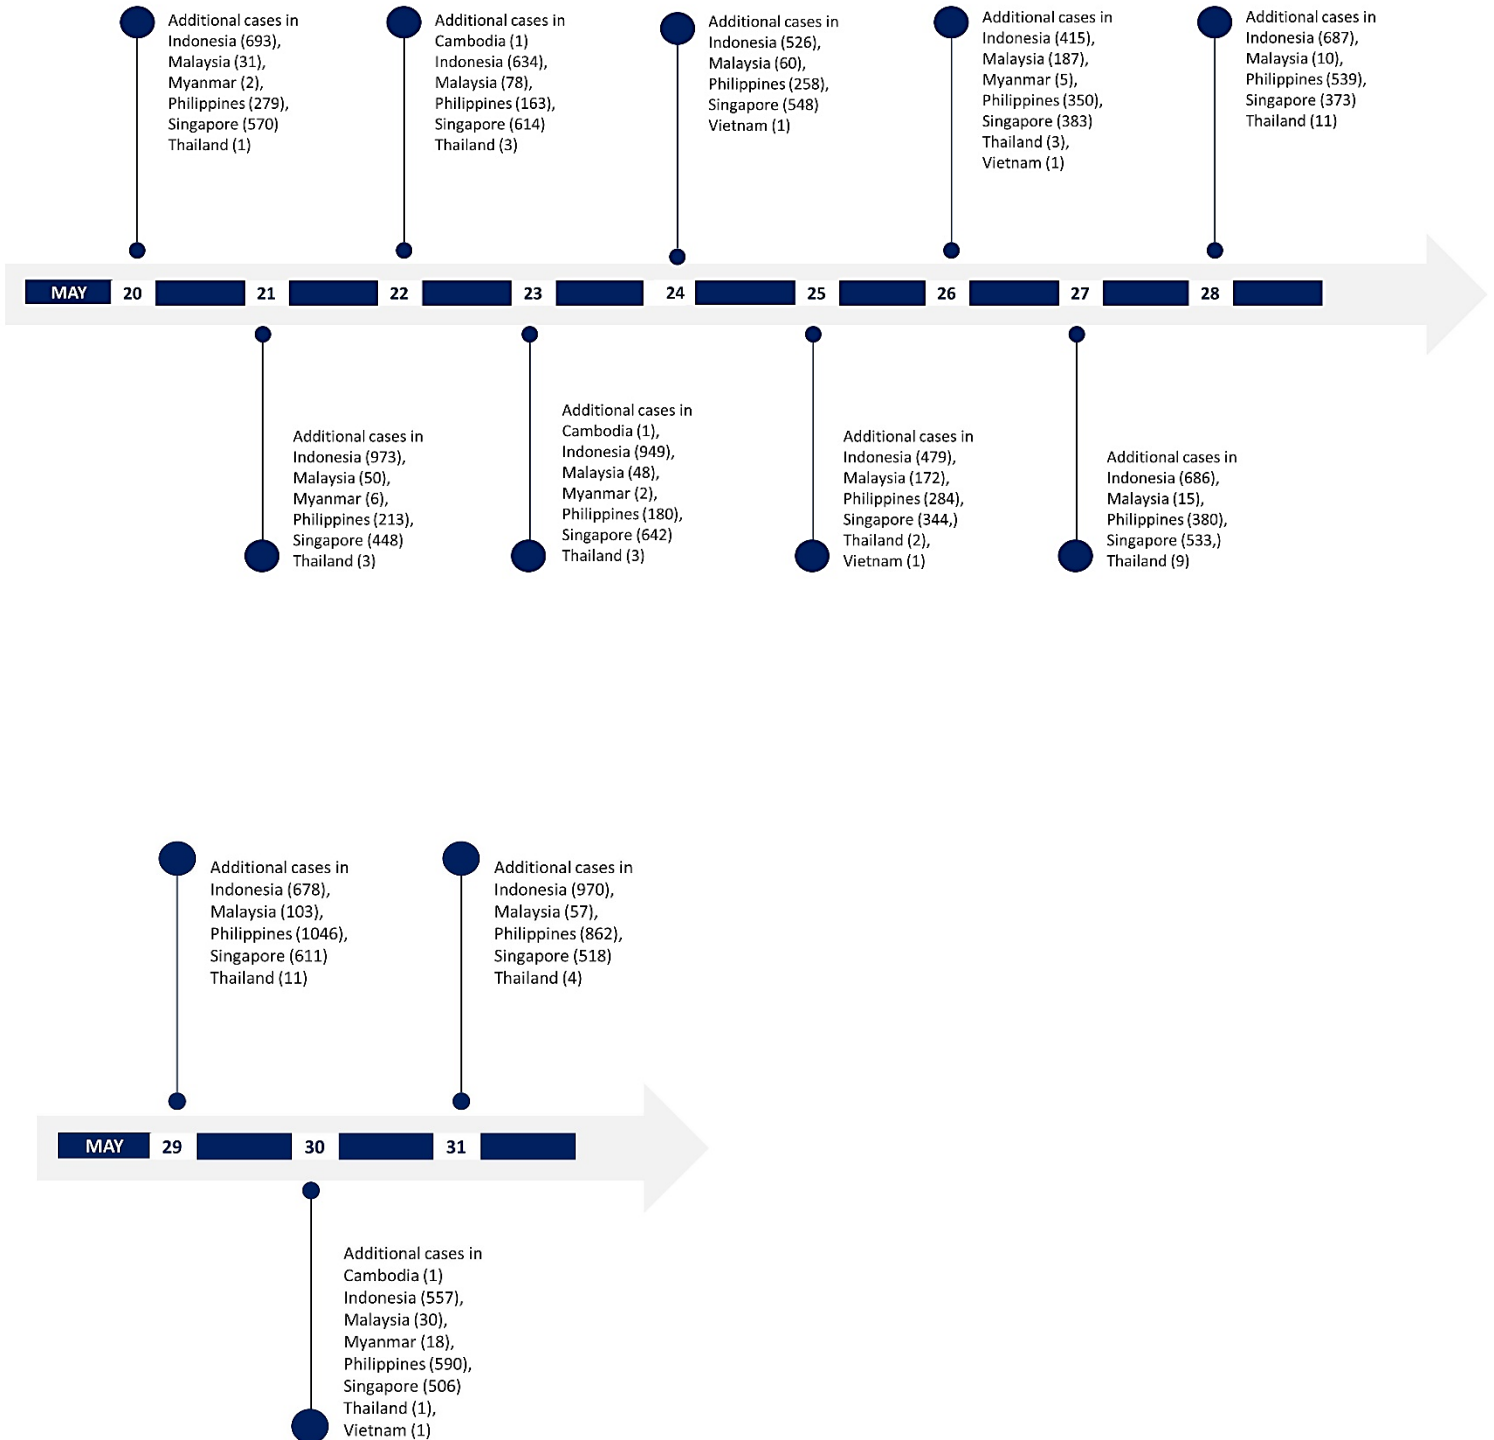 Additional cases in
Indonesia (693),
Malaysia (31),
Myanmar (2),
Philippines (279),
Singapore (570)
Thailand (1)
Additional cases in
Cambodia (1)
Indonesia (634),
Malaysia (78),
Philippines (163),
Singapore (614)
Thailand (3)
Additional cases in
Indonesia (526),
Malaysia (60),
Philippines (258),
Singapore (548)
Vietnam (1)
Additional cases in
Indonesia (415),
Malaysia (187),
Myanmar (5),
Philippines (350),
Singapore (383)
Thailand (3),
Vietnam (1)
Additional cases in
Indonesia (687),
Malaysia (10),
Philippines (539),
Singapore (373)
Thailand (11)
MAY 20 21 22 23 24 25 26 27 28
Additional cases in
Indonesia (973),
Malaysia (50),
Myanmar (6),
Philippines (213),
Singapore (448)
Thailand (3)
Additional cases in
Cambodia (1),
Indonesia (949),
Malaysia (48),
Myanmar (2),
Philippines (180),
Singapore (642)
Thailand (3)
Additional cases in
Indonesia (479),
Malaysia (172),
Philippines (284),
Singapore (344,)
Thailand (2),
Vietnam (1)
Additional cases in
Indonesia (686),
Malaysia (15),
Philippines (380),
Singapore (533,)
Thailand (9)
Additional cases in
Indonesia (678),
Malaysia (103),
Philippines (1046),
Singapore (611)
Thailand (11)
Additional cases in
Indonesia (970),
Malaysia (57),
Philippines (862),
Singapore (518)
Thailand (4)
MAY 29 30 31
Additional cases in
Cambodia (1)
Indonesia (557),
Malaysia (30),
Myanmar (18),
Philippines (590),
Singapore (506)
Thailand (1),
Vietnam (1)